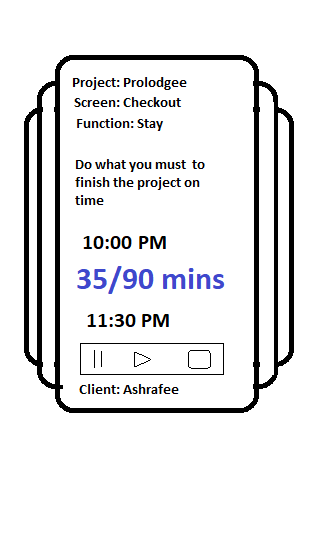 Project: Prolodgee
Screen: Checkout
Function: Stay
Do what you must to
finish the project on
time
10:00 PM
35/90 mins
11:30 PM
Client: Ashrafee